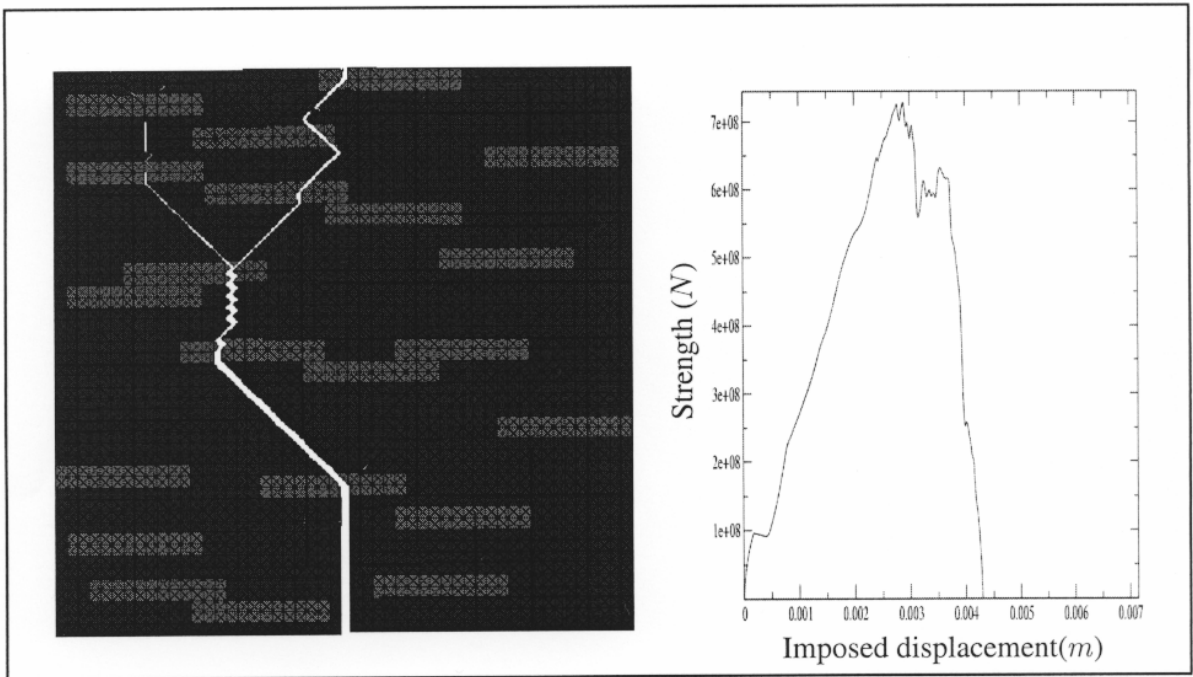 7e+08
6e+08
5e+08
4e+08
3e+08
2e+08
1e+08
Strength (N)
0 0.001 0.002 0.003 0.004 0.005 0.006 0.007
Imposed displacement(m)